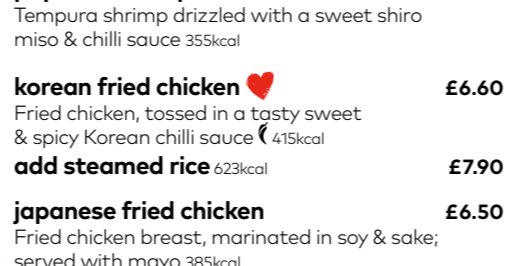 Tempura shrimp drizzled with a sweet shiro
miso & chilli sauce 355kcal
korean fried chicken £6.60
Fried chicken, tossed in a tasty sweet
& spicy Korean chilli sauce 415kcal
add steamed rice 623kcal £7.90
japanese fried chicken £6.50
Fried chicken breast, marinated in soy & sake;
served with mayo 385kcal